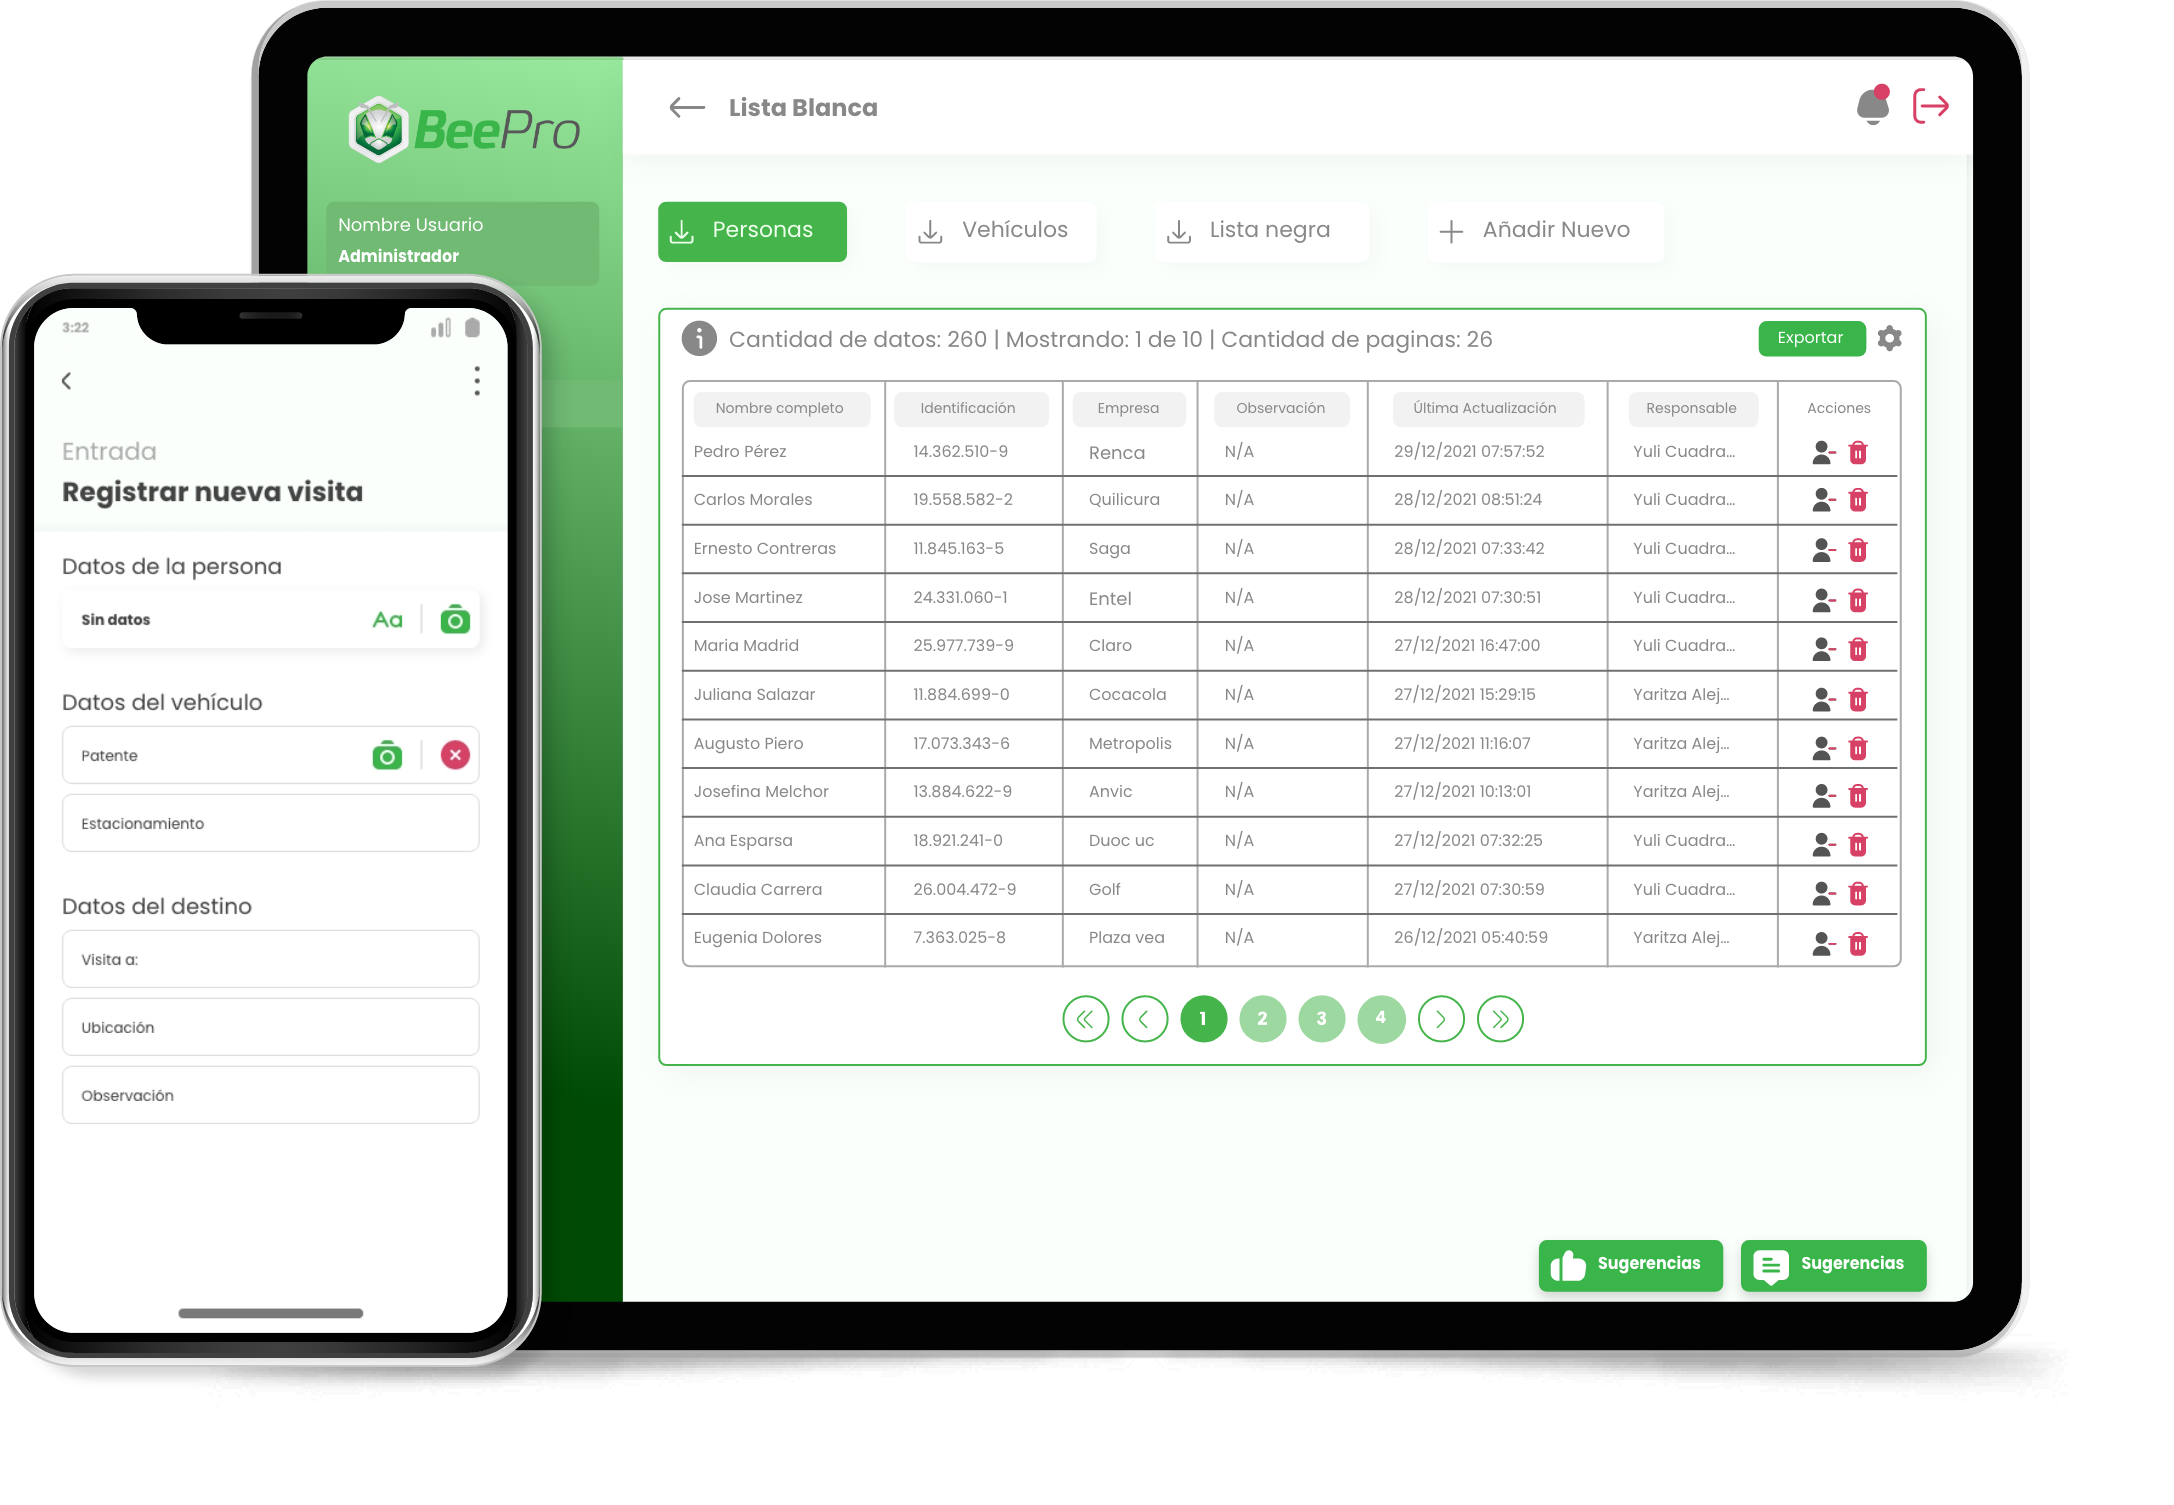 BeePro
Nombre Usuario
Administrador
Lista Blanca
Personas
Vehículos
Lista negra
Añadir Nuevo
Cantidad de datos: 260 | Mostrando: 1 de 10 | Cantidad de paginas: 26
Exportar
Nombre completo Identificación Empresa Observación Última Actualización Responsable Acciones
Pedro Pérez 14.362.510-9 Renca N/A 29/12/2021 07:57:52 Yuli Cuadra...
Carlos Morales 19.558.582-2 Quilicura N/A 28/12/2021 08:51:24 Yuli Cuadra...
Ernesto Contreras 11.845.163-5 Saga N/A 28/12/2021 07:33:42 Yuli Cuadra...
Jose Martinez 24.331.060-1 Entel N/A 28/12/2021 07:30:51 Yuli Cuadra...
Maria Madrid 25.977.739-9 Claro N/A 27/12/2021 16:47:00 Yuli Cuadra...
Juliana Salazar 11.884.699-0 Cocacola N/A 27/12/2021 15:29:15 Yaritza Alej...
Augusto Piero 17.073.343-6 Metropolis N/A 27/12/2021 11:16:07 Yaritza Alej...
Josefina Melchor 13.884.622-9 Anvic N/A 27/12/2021 10:13:01 Yaritza Alej...
Ana Esparsa 18.921.241-0 Duoc uc N/A 27/12/2021 07:32:25 Yuli Cuadra...
Claudia Carrera 26.004.472-9 Golf N/A 27/12/2021 07:30:59 Yuli Cuadra...
Eugenia Dolores 7.363.025-8 Plaza vea N/A 26/12/2021 05:40:59 Yaritza Alej...
1 2 3 4
Sugerencias
Sugerencias
3:22
Entrada
Registrar nueva visita
Datos de la persona
Sin datos Aa
Datos del vehículo
Patente
Estacionamiento
Datos del destino
Visita a:
Ubicación
Observación